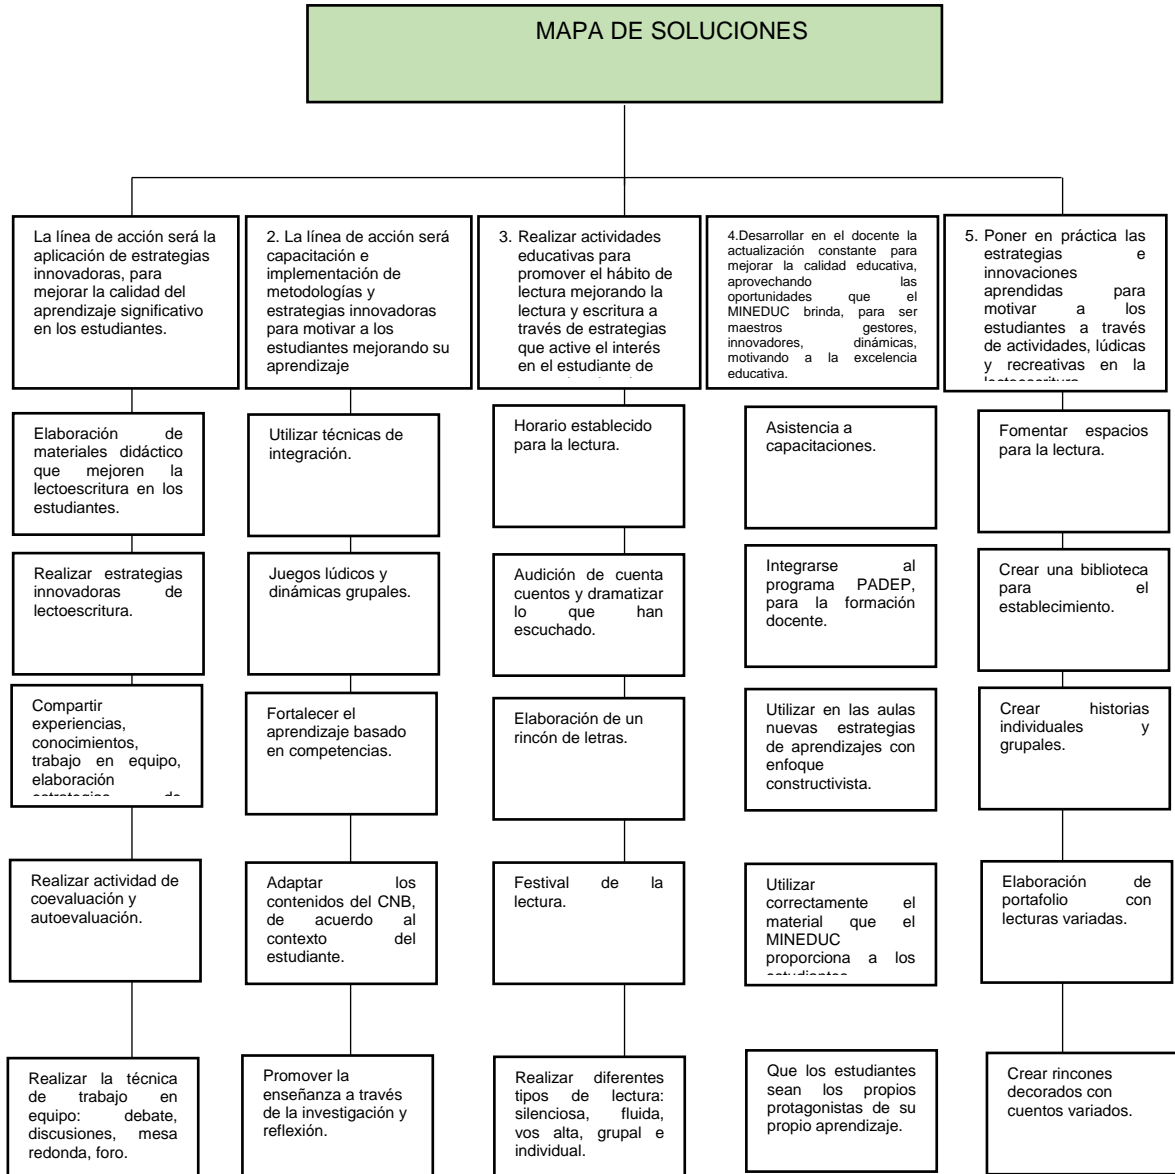 MAPA DE SOLUCIONES
La línea de acción será la
aplicación de estrategias
innovadoras, para
mejorar la calidad del
aprendizaje significativo
en los estudiantes.
2. La línea de acción será
capacitación e
implementación de
metodologías y
estrategias innovadoras
para motivar a los
estudiantes mejorando su
aprendizaje
3. Realizar actividades
educativas para
promover el hábito de
lectura mejorando la
lectura y escritura a
través de estrategias
que active el interés
en el estudiante de
4.Desarrollar en el docente la
actualización constante para
mejorar la calidad educativa,
aprovechando las
oportunidades que el
MINEDUC brinda, para ser
maestros gestores,
innovadores, dinámicas,
motivando a la excelencia
educativa.
5. Poner en práctica las
estrategias e
innovaciones
aprendidas para
motivar a los
estudiantes a través
de actividades, lúdicas
y recreativas en la
lectoescritura
Elaboración de
materiales didáctico
que mejoren la
lectoescritura en los
estudiantes.
Utilizar técnicas de
integración.
Horario establecido
para la lectura.
Asistencia a
capacitaciones.
Fomentar espacios
para la lectura.
Realizar estrategias
innovadoras de
lectoescritura.
Juegos lúdicos y
dinámicas grupales.
Audición de cuenta
cuentos y dramatizar
lo que han
escuchado.
Integrarse al
programa PADEP,
para la formación
docente.
Crear una biblioteca
para el
establecimiento.
Compartir
experiencias,
conocimientos,
trabajo en equipo,
elaboración
estrategias de
Fortalecer el
aprendizaje basado
en competencias.
Elaboración de un
rincón de letras.
Utilizar en las aulas
nuevas estrategias
de aprendizajes con
enfoque
constructivista.
Crear historias
individuales y
grupales.
Realizar actividad de
coevaluación y
autoevaluación.
Adaptar los
contenidos del CNB,
de acuerdo al
contexto del
estudiante.
Festival de la
lectura.
Utilizar
correctamente el
material que el
MINEDUC
proporciona a los
estudiantes
Elaboración de
portafolio con
lecturas variadas.
Realizar la técnica
de trabajo en
equipo: debate,
discusiones, mesa
redonda, foro.
Promover la
enseñanza a través
de la investigación y
reflexión.
Realizar diferentes
tipos de lectura:
silenciosa, fluida,
vos alta, grupal e
individual.
Que los estudiantes
sean los propios
protagonistas de su
propio aprendizaje.
Crear rincones
decorados con
cuentos variados.